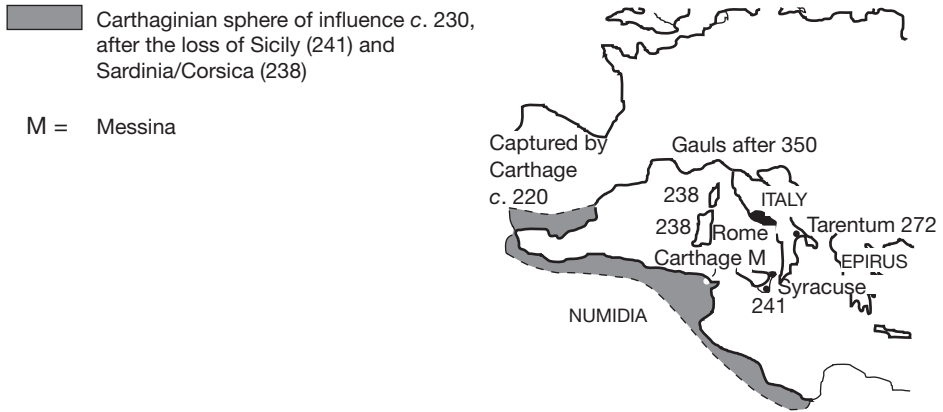 Carthaginian sphere of influence c. 230,
after the loss of Sicily (241) and
Sardinia/Corsica (238)
M = Messina
Captured by
Carthage
c. 220
Gauls after 350
238
ITALY
238
Rome
Tarentum 272
Carthage M
EPIRUS
Syracuse
241
NUMIDIA